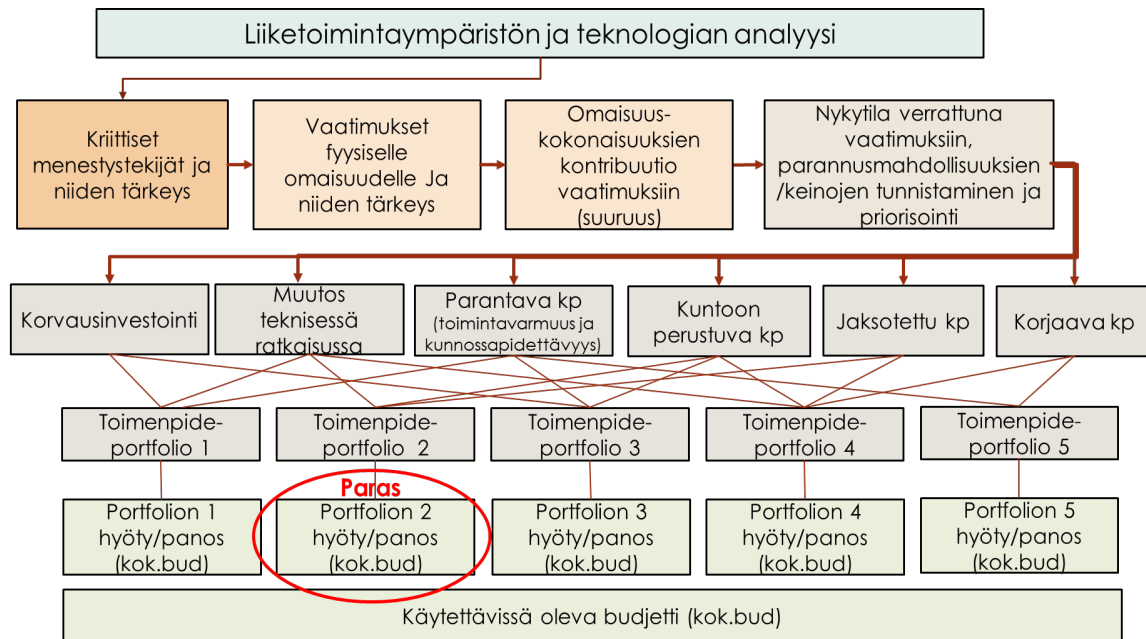 Liiketoimintaympäristön ja teknologian analyysi
Kriittiset
menestystekijät ja
niiden tärkeys
Vaatimukset
fyysiselle
omaisuudelle Ja
niiden tärkeys
Omaisuus-
kokonaisuuksien
kontribuutio
vaatimuksiin
(suuruus)
Nykytila verrattuna
vaatimuksiin,
parannusmahdollisuuksien
/keinojen tunnistaminen ja
priorisointi
Korvausinvestointi
Muutos
teknisessä
ratkaisussa
Parantava kp
(toimintavarmuus ja
kunnossapidettävyys)
Kuntoon
perustuva kp
Jaksotettu kp
Korjaava kp
Toimenpide-
portfolio 1
Toimenpide-
portfolio 2
Toimenpide-
portfolio 3
Toimenpide-
portfolio 4
Toimenpide-
portfolio 5
Paras
Portfolion 1
hyöty/panos
(kok.bud)
Portfolion 2
hyöty/panos
(kok.bud)
Portfolion 3
hyöty/panos
(kok.bud)
Portfolion 4
hyöty/panos
(kok.bud)
Portfolion 5
hyöty/panos
(kok.bud)
Käytettävissä oleva budjetti (kok.bud)